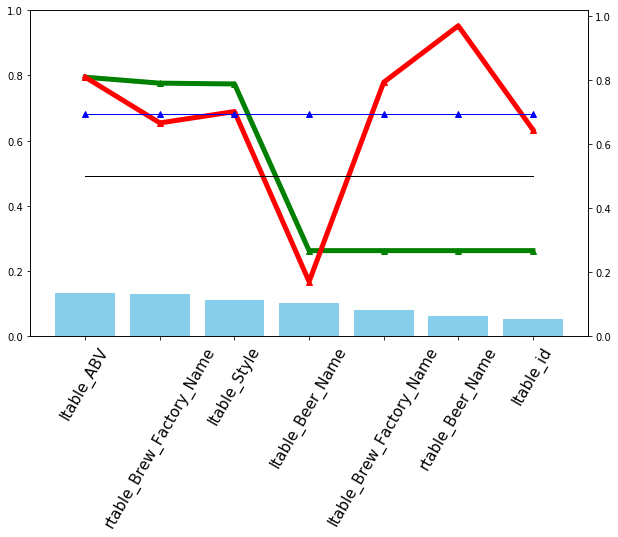 1.0
0.8
0.6
0.4
0.2
0.0
1.0
0.8
0.6
0.4
0.2
0.0
ltable_ABV
rtable_Brew_Factory_Name
ltable_Style
ltable_Beer_Name
ltable_Brew_Factory_Name
rtable_Beer_Name
ltable_id